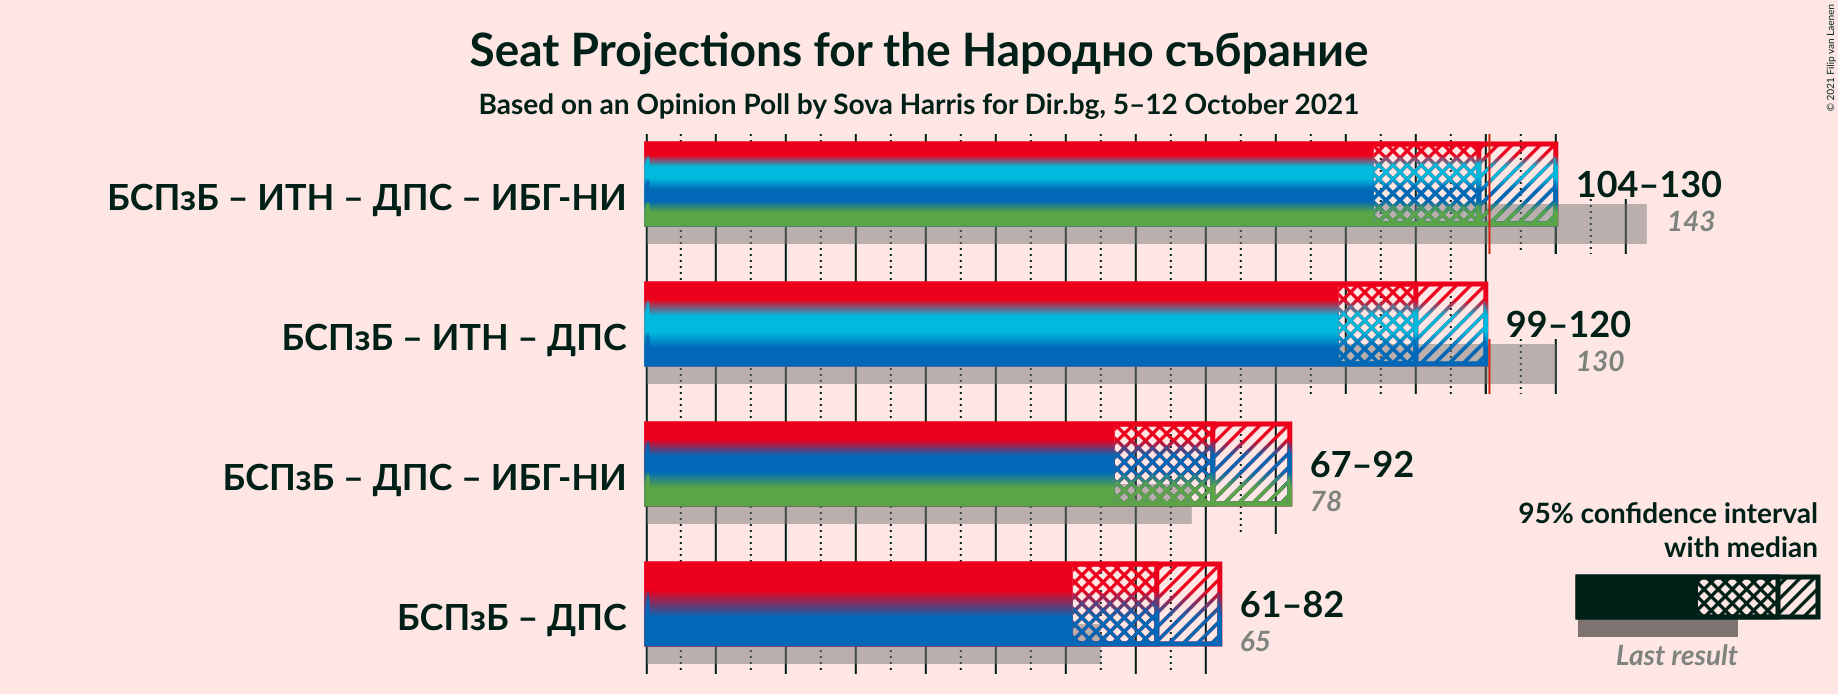 Seat Projections for the Народно събрание
Based on an Opinion Poll by Sova Harris for Dir.bg, 5–12 October 2021
© 2021 Filip van Laenen
БСПзБ – ИТН – ДПС – ИБГ-НИ
104–130
143
БСПзБ – ИТН – ДПС
99–120
130
БСПзБ – ДПС – ИБГ-НИ
67–92
78
БСПзБ – ДПС
61–82
65
95% confidence interval
with median
Last result